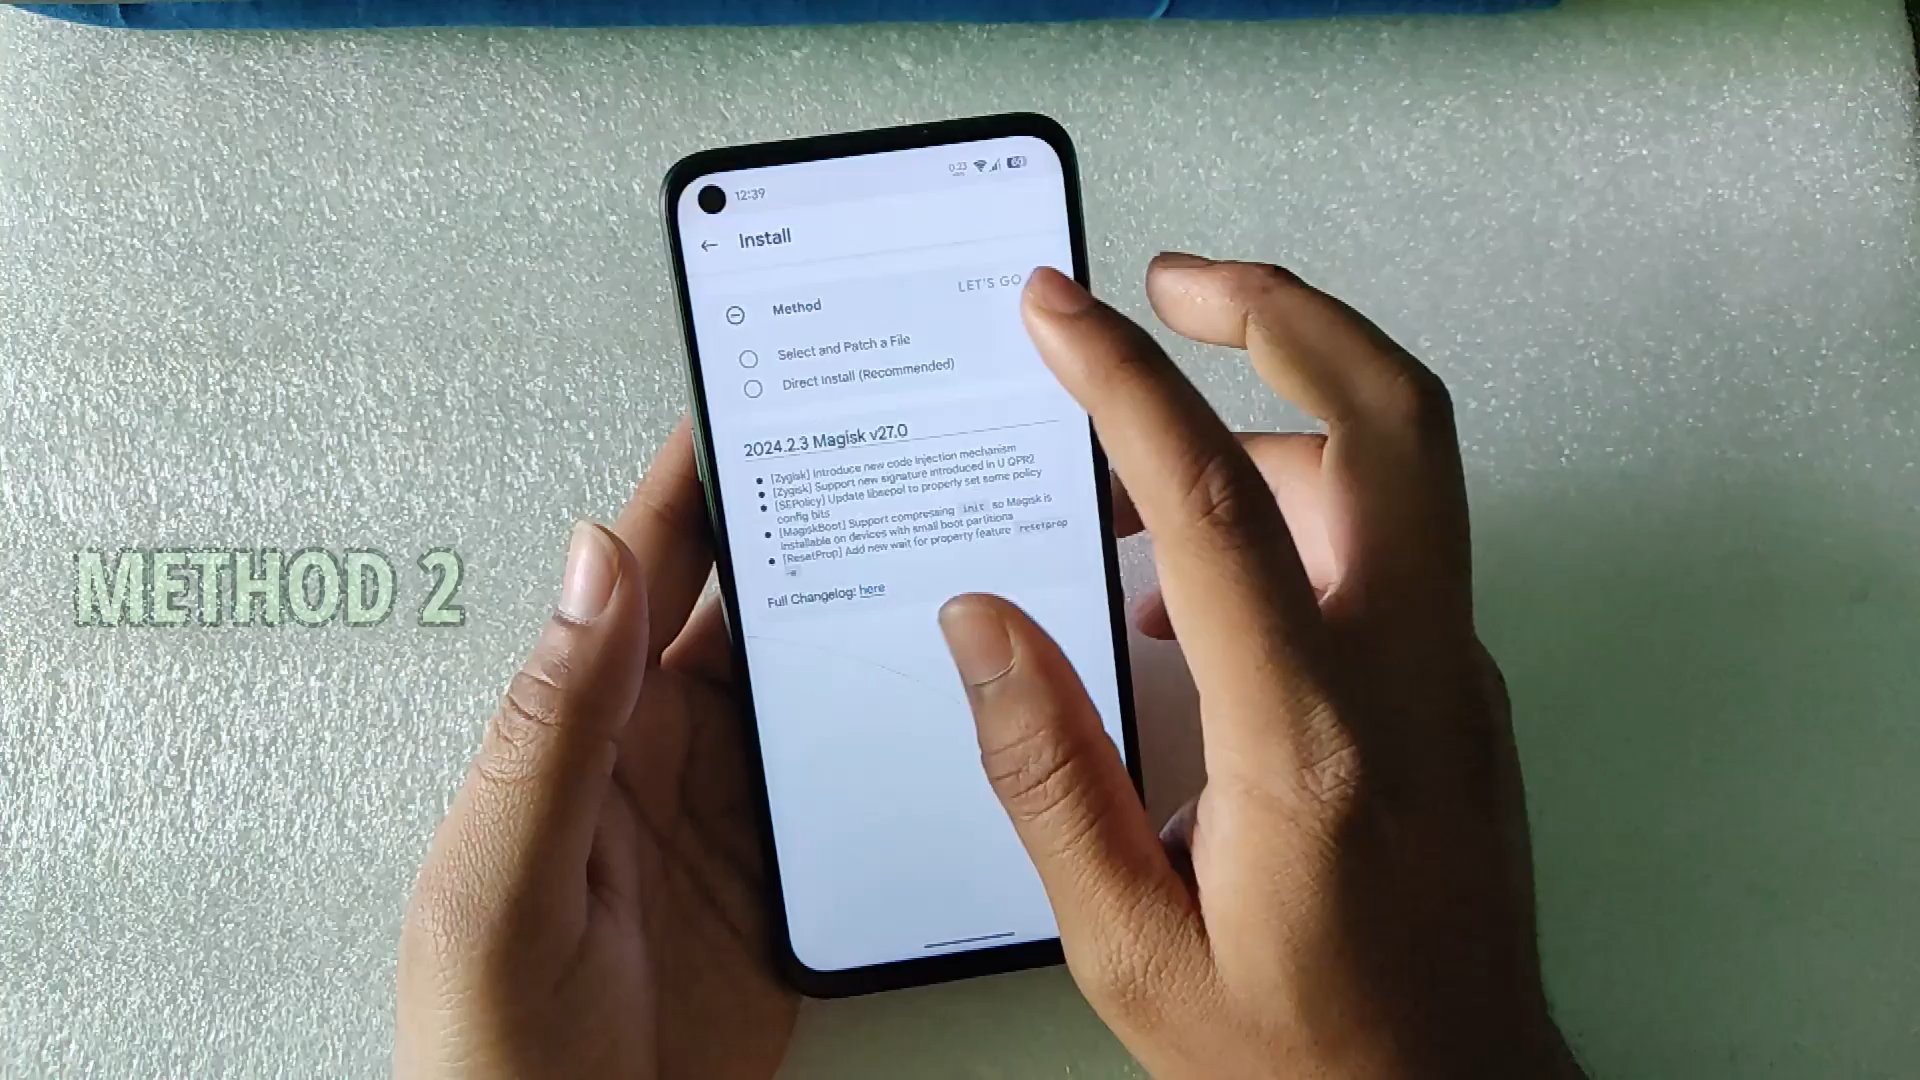 12:39
0.23
60
Install
LET'S GO
Method
Select and Patch a File
Direct Install (Recommended)
2024.2.3 Magisk v27.0
[Zygisk] Introduce new code injection mechanism
[Zygisk] Support new signature introduced in U QPR2
[SEPolicy] Update libsepol to properly set some policy
config bits
[MagiskBoot] Support compressing init so Magisk is
installable on devices with small boot partitions
[ResetProp] Add new wait for property feature resetprop
-w
Full Changelog: here
METHOD 2